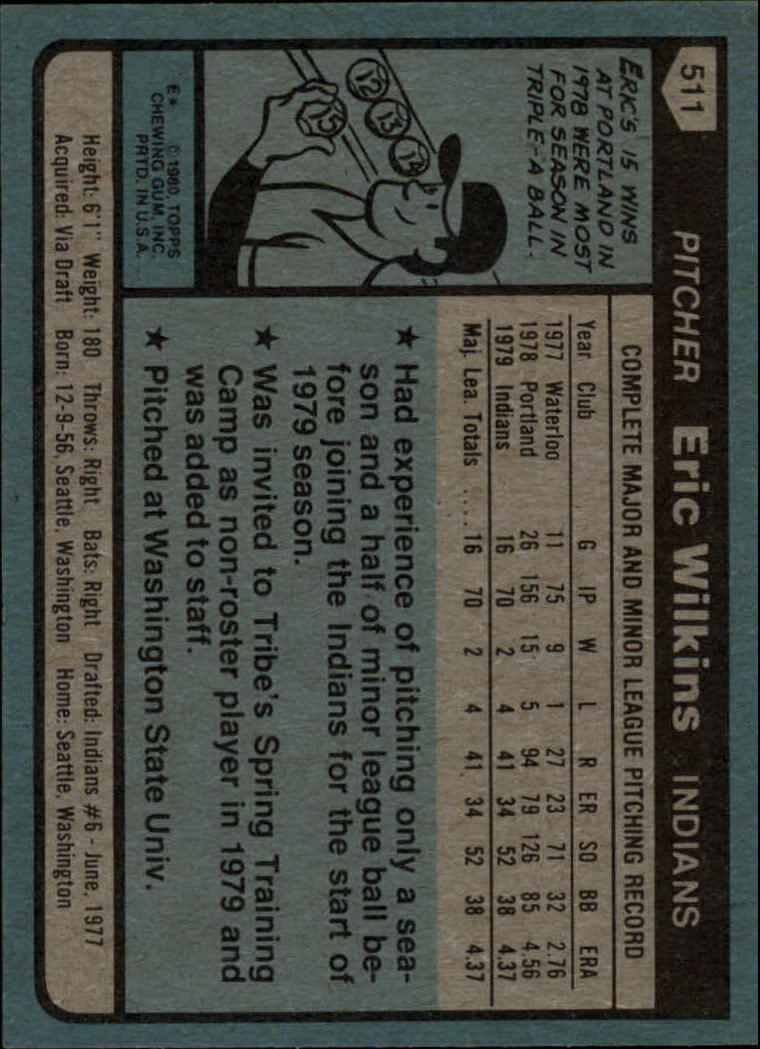 511
PITCHER Eric Wilkins INDIANS
ERIC'S 15 WINS
AT PORTLAND IN
1978 WERE MOST
FOR SEASON IN
TRIPLE-A BALL.
12 13 14
15
E* © 1980 TOPPS
CHEWING GUM, INC.
PRTD. IN U.S.A.
COMPLETE MAJOR AND MINOR LEAGUE PITCHING RECORD
Year Club G IP W L R ER SO BB ERA
1977 Waterloo 11 75 9 1 27 23 71 32 2.76
1978 Portland 26 156 15 5 94 79 126 85 4.56
1979 Indians 16 70 2 4 41 34 52 38 4.37
Maj. Lea. Totals .... 16 70 2 4 41 34 52 38 4.37
★ Had experience of pitching only a sea-
son and a half of minor league ball be-
fore joining the Indians for the start of
1979 season.
★ Was invited to Tribe's Spring Training
Camp as non-roster player in 1979 and
was added to staff.
★ Pitched at Washington State Univ.
Height: 6'1" Weight: 180 Throws: Right Bats: Right Drafted: Indians #6 - June, 1977
Acquired: Via Draft Born: 12-9-56, Seattle, Washington Home: Seattle, Washington